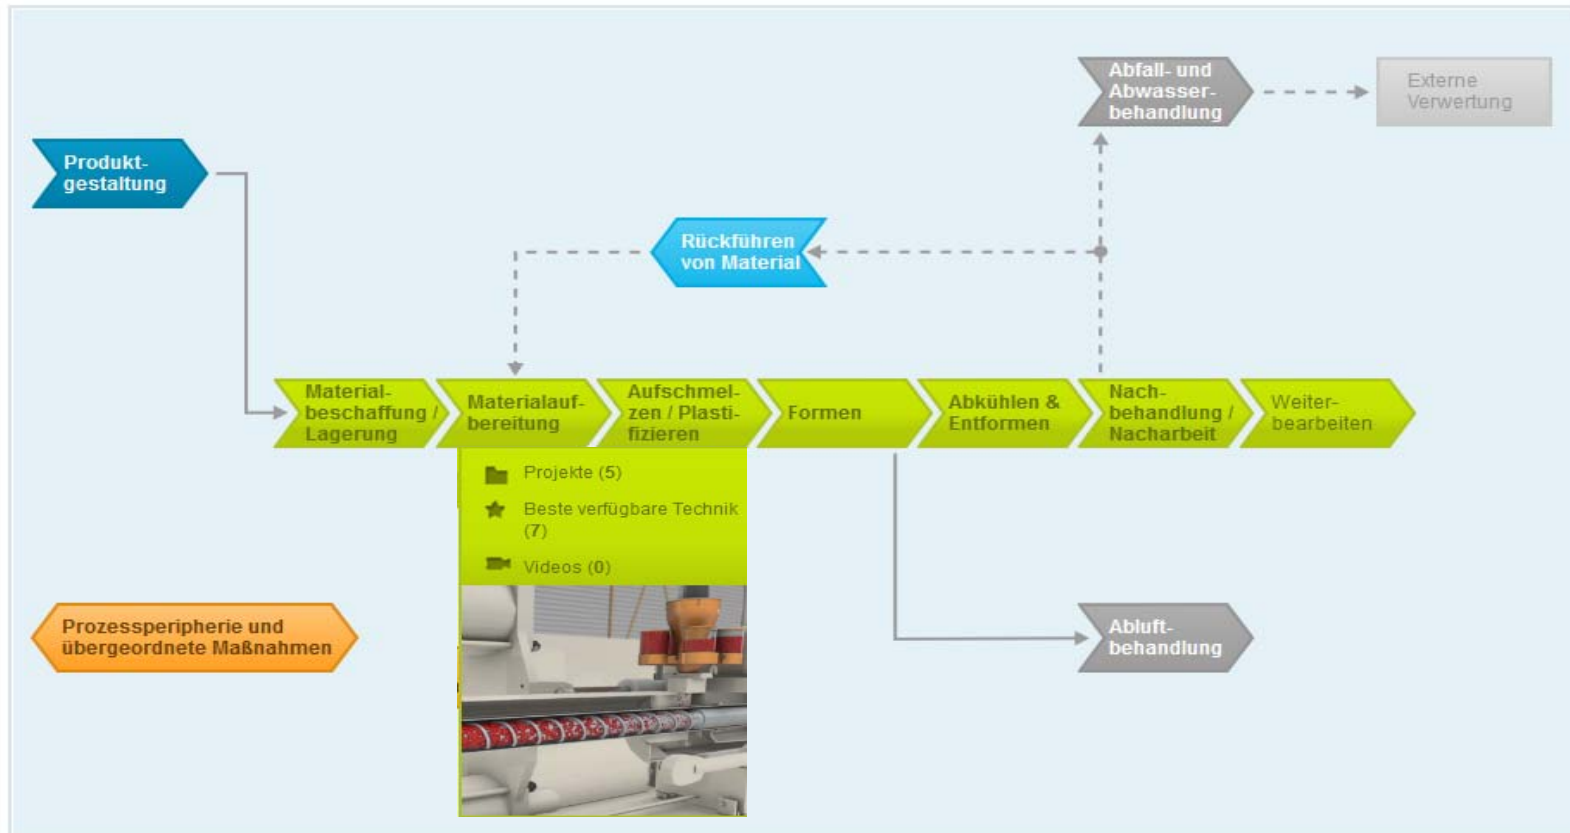 Abfall- und
Abwasser-
behandlung
Externe
Verwertung
Produkt-
gestaltung
Rückführen
von Material
Material-
beschaffung /
Lagerung
Materialauf-
bereitung
Aufschmel-
zen / Plasti-
fizieren
Formen
Abkühlen &
Entformen
Nach-
behandlung /
Nacharbeit
Weiter-
bearbeiten
Projekte (5)
Beste verfügbare Technik
(7)
Videos (0)
Prozessperipherie und
übergeordnete Maßnahmen
Abluft-
behandlung